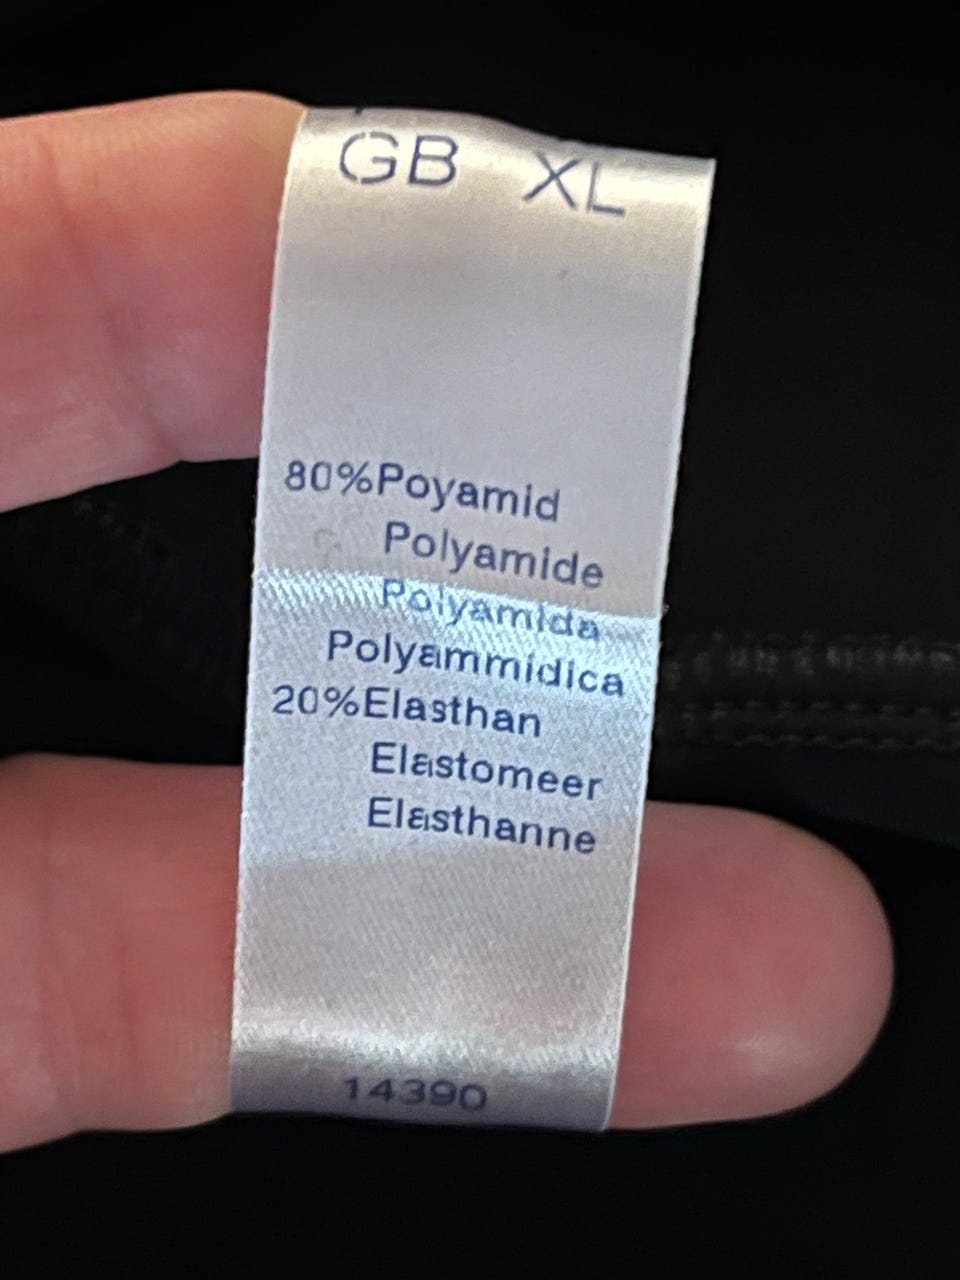 GB XL
80%Poyamid
Polyamide
Polyamida
Polyammidica
20%Elasthan
Elastomeer
Elasthanne
14390